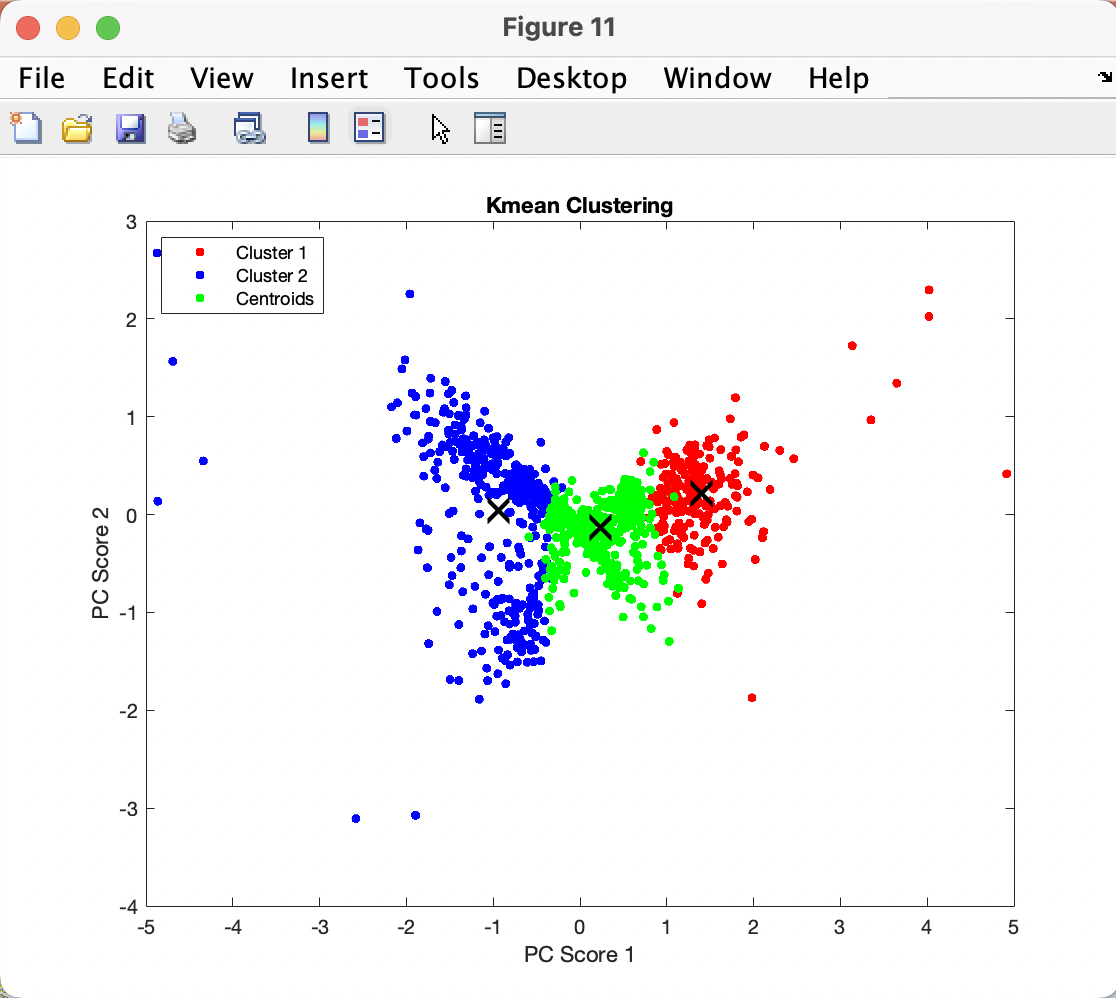 Figure 11
File Edit View Insert Tools Desktop Window Help
Kmean Clustering
3
2
1
0
-1
-2
-3
-4
PC Score 2
Cluster 1
Cluster 2
Centroids
-5 -4 -3 -2 -1 0 1 2 3 4 5
PC Score 1